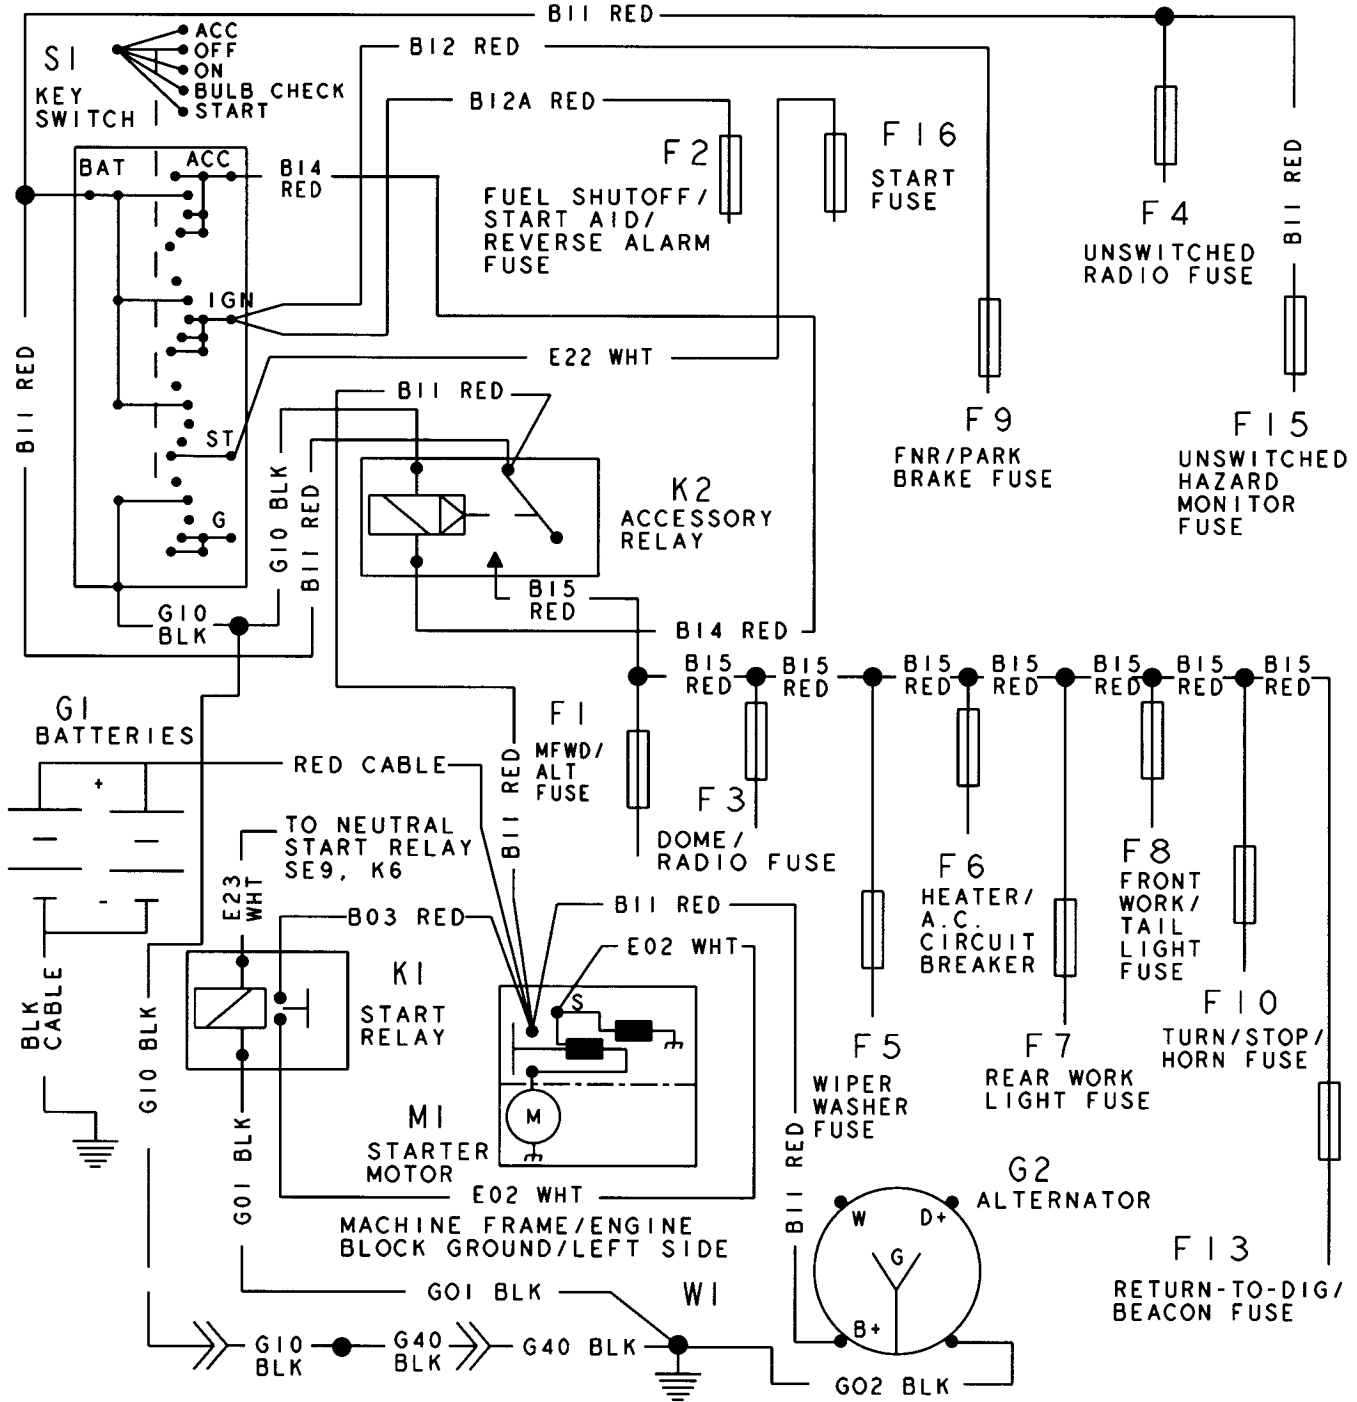 B11 RED
S1
KEY
SWITCH
ACC
OFF
ON
BULB CHECK
START
B12 RED
B12A RED
F2
FUEL SHUTOFF/
START AID/
REVERSE ALARM
FUSE
F16
START
FUSE
F4
UNSWITCHED
RADIO FUSE
B11 RED
BAT
ACC
B14
RED
IGN
ST
G
B11 RED
E22 WHT
B11 RED
G10 BLK
B11 RED
K2
ACCESSORY
RELAY
F9
FNR/PARK
BRAKE FUSE
F15
UNSWITCHED
HAZARD
MONITOR
FUSE
B15
RED
G10
BLK
B14 RED
B15
RED
B15
RED
B15
RED
B15
RED
B15
RED
B15
RED
B15
RED
G1
BATTERIES
+
-
RED CABLE
B11 RED
F1
MFWD/
ALT
FUSE
F3
DOME/
RADIO FUSE
TO NEUTRAL
START RELAY
SE9, K6
E23
WHT
B03 RED
B11 RED
E02 WHT
F6
HEATER/
A.C.
CIRCUIT
BREAKER
F8
FRONT
WORK/
TAIL
LIGHT
FUSE
BLK
CABLE
G10 BLK
K1
START
RELAY
S
M
F5
WIPER
WASHER
FUSE
F7
REAR WORK
LIGHT FUSE
F10
TURN/STOP/
HORN FUSE
M1
STARTER
MOTOR
G01 BLK
E02 WHT
B11 RED
G2
ALTERNATOR
W
D+
G
B+
MACHINE FRAME/ENGINE
BLOCK GROUND/LEFT SIDE
F13
RETURN-TO-DIG/
BEACON FUSE
G01 BLK
W1
G10
BLK
G40
BLK
G40 BLK
G02 BLK